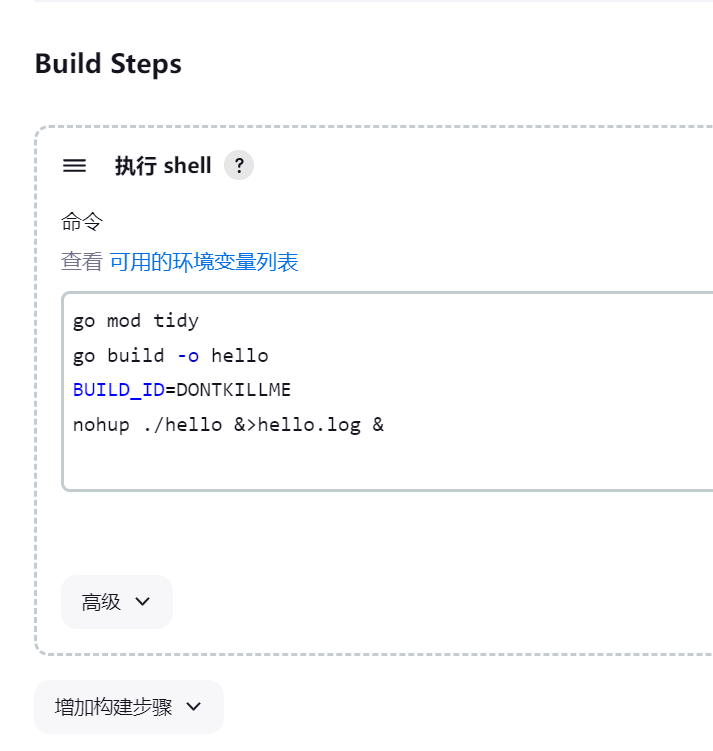 Build Steps
执行 shell ?
命令
查看 可用的环境变量列表
go mod tidy
go build -o hello
BUILD_ID=DONTKILLME
nohup ./hello &>hello.log &
高级
增加构建步骤